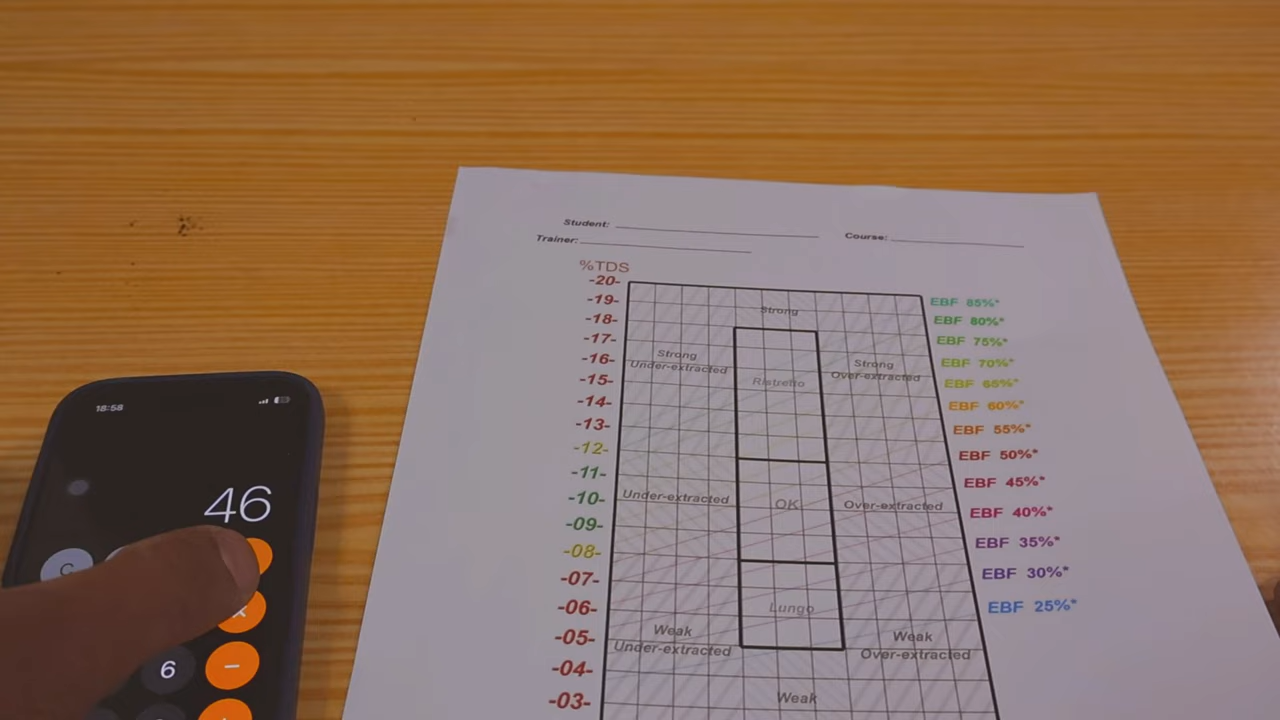 Student:
Course:
Trainer:
%TDS
-20-
-19-
-18-
-17-
-16-
-15-
-14-
-13-
-12-
-11-
-10-
-09-
-08-
-07-
-06-
-05-
-04-
-03-
Strong
Strong
Under-extracted
Ristretto
Strong
Over-extracted
Under-extracted
OK
Over-extracted
Lungo
Weak
Under-extracted
Weak
Over-extracted
Weak
EBF 85%*
EBF 80%*
EBF 75%*
EBF 70%*
EBF 65%*
EBF 60%*
EBF 55%*
EBF 50%*
EBF 45%*
EBF 40%*
EBF 35%*
EBF 30%*
EBF 25%*
18:58
46
C
×
6
−